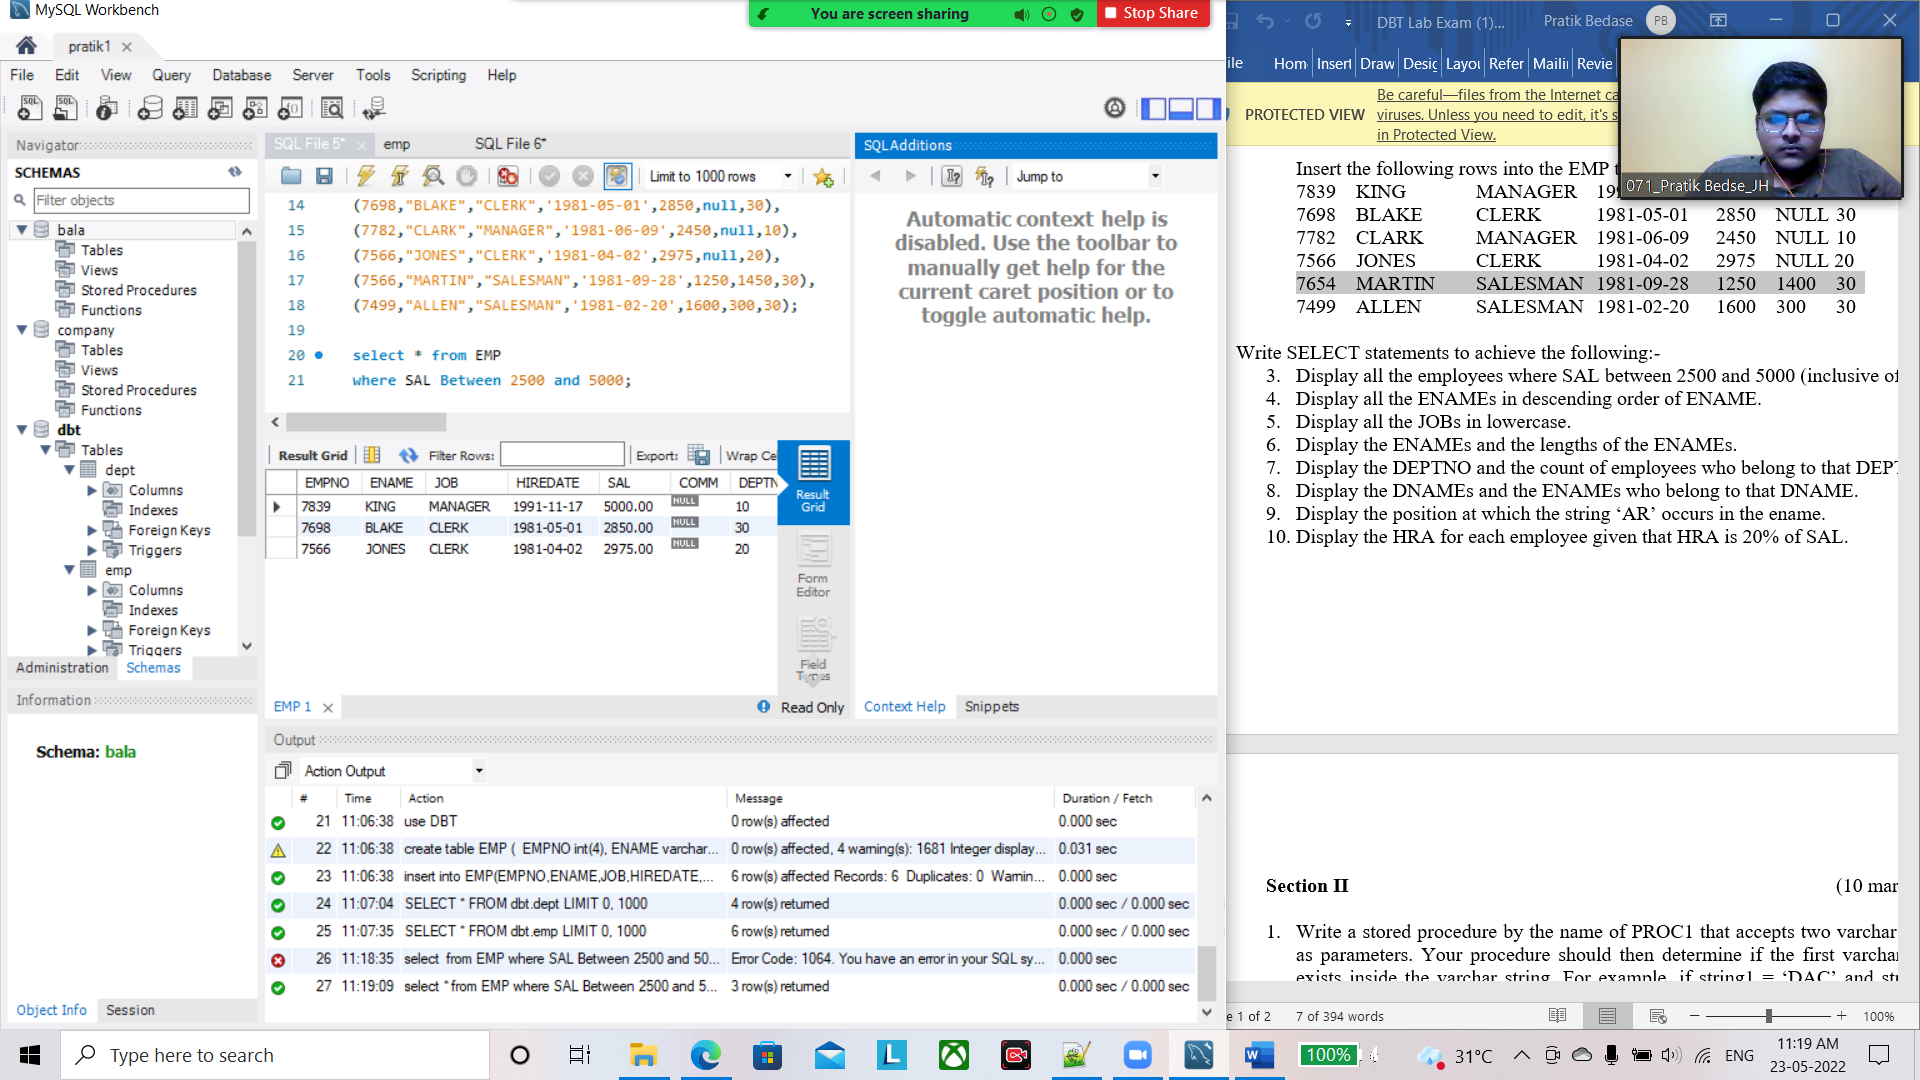 MySQL Workbench
You are screen sharing
Stop Share
pratik1
File Edit View Query Database Server Tools Scripting Help
Navigator
SCHEMAS
Filter objects
bala
Tables
Views
Stored Procedures
Functions
company
Tables
Views
Stored Procedures
Functions
dbt
Tables
dept
Columns
Indexes
Foreign Keys
Triggers
emp
Columns
Indexes
Foreign Keys
Triggers
Administration Schemas
Information
Schema: bala
Object Info Session
SQL File 5* emp SQL File 6*
Limit to 1000 rows
14 (7698,"BLAKE","CLERK",'1981-05-01',2850,null,30),
15 (7782,"CLARK","MANAGER",'1981-06-09',2450,null,10),
16 (7566,"JONES","CLERK",'1981-04-02',2975,null,20),
17 (7566,"MARTIN","SALESMAN",'1981-09-28',1250,1450,30),
18 (7499,"ALLEN","SALESMAN",'1981-02-20',1600,300,30);
19
20 select * from EMP
21 where SAL Between 2500 and 5000;
Result Grid Filter Rows: Export: Wrap Cel
EMPNO ENAME JOB HIREDATE SAL COMM DEPTN
7839 KING MANAGER 1991-11-17 5000.00 NULL 10
7698 BLAKE CLERK 1981-05-01 2850.00 NULL 30
7566 JONES CLERK 1981-04-02 2975.00 NULL 20
Result Grid
Form Editor
Field Types
EMP 1
Read Only
SQLAdditions
Jump to
Automatic context help is
disabled. Use the toolbar to
manually get help for the
current caret position or to
toggle automatic help.
Context Help Snippets
Output
Action Output
# Time Action Message Duration / Fetch
21 11:06:38 use DBT 0 row(s) affected 0.000 sec
22 11:06:38 create table EMP ( EMPNO int(4), ENAME varchar... 0 row(s) affected, 4 warning(s): 1681 Integer display... 0.031 sec
23 11:06:38 insert into EMP(EMPNO,ENAME,JOB,HIREDATE,... 6 row(s) affected Records: 6 Duplicates: 0 Warnin... 0.000 sec
24 11:07:04 SELECT * FROM dbt.dept LIMIT 0, 1000 4 row(s) returned 0.000 sec / 0.000 sec
25 11:07:35 SELECT * FROM dbt.emp LIMIT 0, 1000 6 row(s) returned 0.000 sec / 0.000 sec
26 11:18:35 select from EMP where SAL Between 2500 and 50... Error Code: 1064. You have an error in your SQL sy... 0.000 sec
27 11:19:09 select * from EMP where SAL Between 2500 and 5... 3 row(s) returned 0.000 sec / 0.000 sec
DBT Lab Exam (1)... Pratik Bedase PB
ile Hom Insert Draw Desig Layou Refer Mailin Revie
PROTECTED VIEW
Be careful—files from the Internet ca
viruses. Unless you need to edit, it's s
in Protected View.
071_Pratik Bedse_JH
Insert the following rows into the EMP t
7839 KING MANAGER 19
7698 BLAKE CLERK 1981-05-01 2850 NULL 30
7782 CLARK MANAGER 1981-06-09 2450 NULL 10
7566 JONES CLERK 1981-04-02 2975 NULL 20
7654 MARTIN SALESMAN 1981-09-28 1250 1400 30
7499 ALLEN SALESMAN 1981-02-20 1600 300 30
Write SELECT statements to achieve the following:-
3. Display all the employees where SAL between 2500 and 5000 (inclusive of
4. Display all the ENAMEs in descending order of ENAME.
5. Display all the JOBs in lowercase.
6. Display the ENAMEs and the lengths of the ENAMEs.
7. Display the DEPTNO and the count of employees who belong to that DEPT
8. Display the DNAMEs and the ENAMEs who belong to that DNAME.
9. Display the position at which the string ‘AR’ occurs in the ename.
10. Display the HRA for each employee given that HRA is 20% of SAL.
Section II (10 mar
1. Write a stored procedure by the name of PROC1 that accepts two varchar
as parameters. Your procedure should then determine if the first varchar
exists inside the varchar string. For example, if string1 = ‘DAC’ and str
e 1 of 2 7 of 394 words 100%
Type here to search
100%
31°C
ENG
11:19 AM
23-05-2022